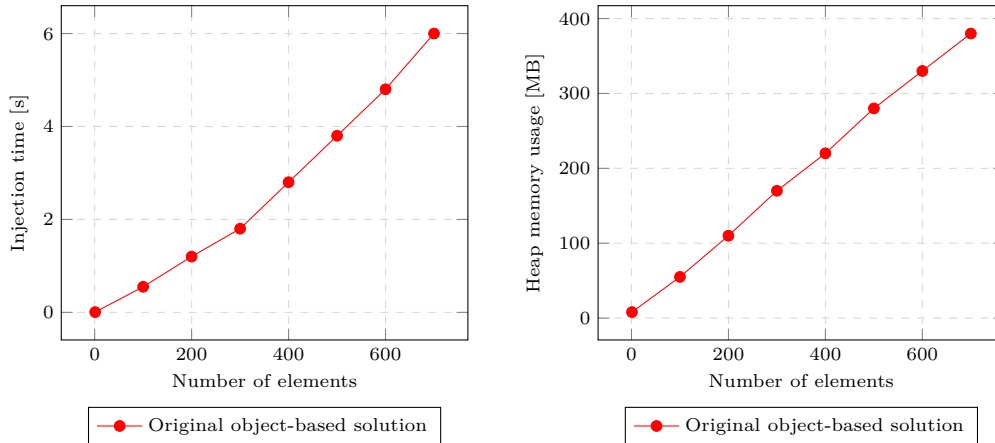 Injection time [s]
6
4
2
0
0 200 400 600
Number of elements
Original object-based solution
Heap memory usage [MB]
400
300
200
100
0
0 200 400 600
Number of elements
Original object-based solution